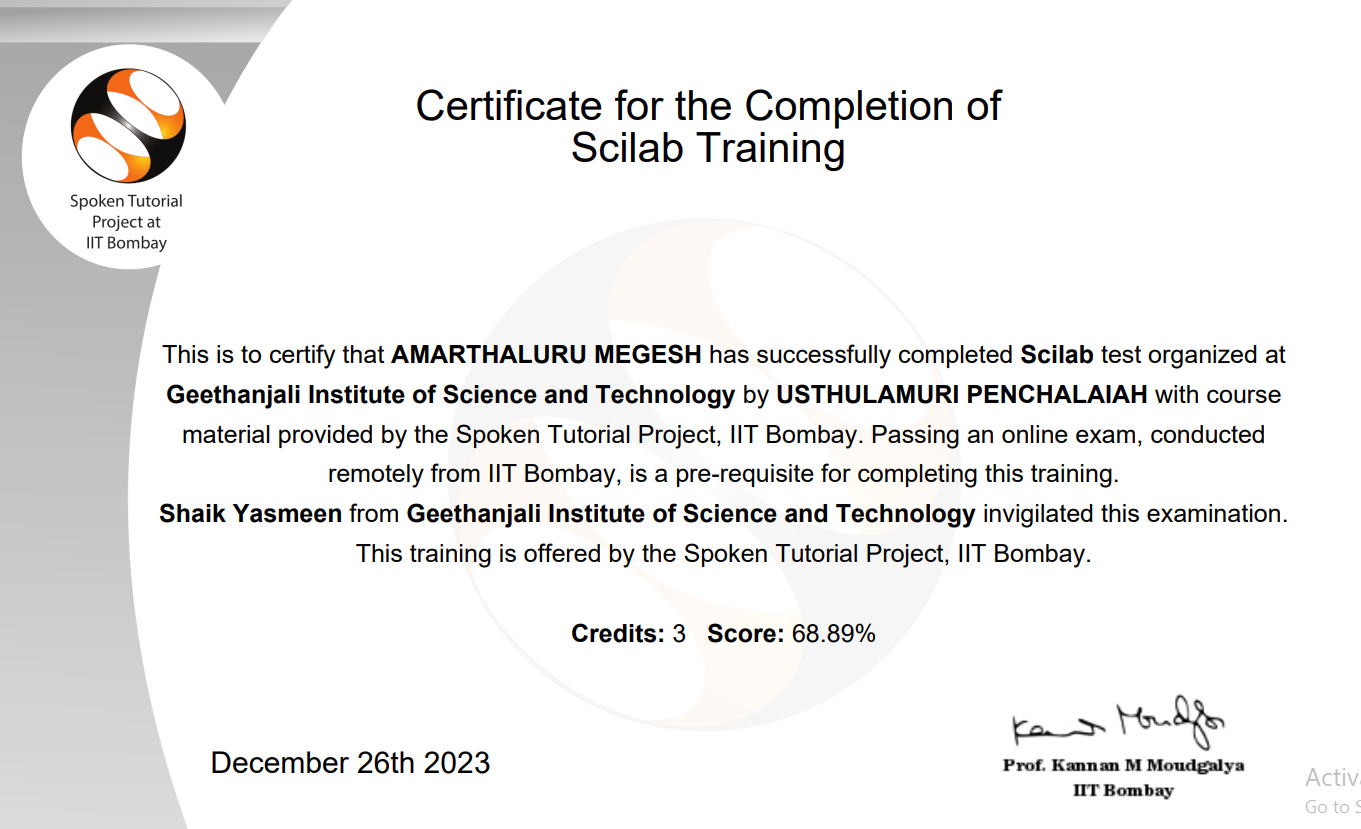 Spoken Tutorial
Project at
IIT Bombay
Certificate for the Completion of
Scilab Training
This is to certify that AMARTHALURU MEGESH has successfully completed Scilab test organized at
Geethanjali Institute of Science and Technology by USTHULAMURI PENCHALAIAH with course
material provided by the Spoken Tutorial Project, IIT Bombay. Passing an online exam, conducted
remotely from IIT Bombay, is a pre-requisite for completing this training.
Shaik Yasmeen from Geethanjali Institute of Science and Technology invigilated this examination.
This training is offered by the Spoken Tutorial Project, IIT Bombay.
Credits: 3 Score: 68.89%
December 26th 2023
Prof. Kannan M Moudgalya
IIT Bombay
Go to